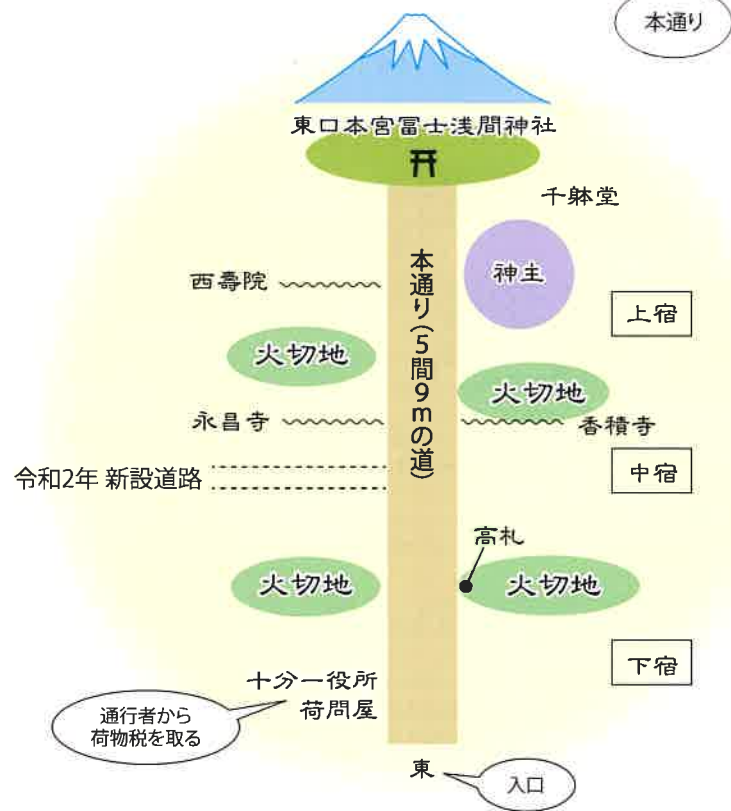 本通り
東口本宮冨士浅間神社
千躰堂
神主
西壽院
上宿
本通り(5間9mの道)
火切地
火切地
永昌寺
香積寺
令和2年 新設道路
中宿
高札
火切地
火切地
下宿
十分一役所
荷問屋
通行者から
荷物税を取る
東
入口